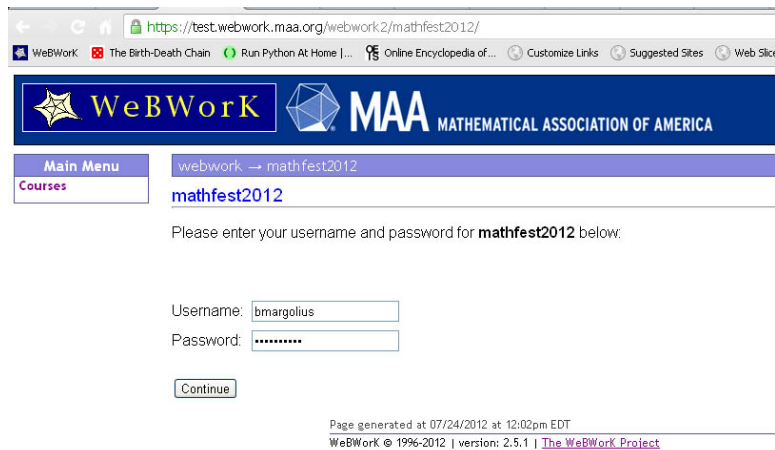 https://test.webwork.maa.org/webwork2/mathfest2012/
WeBWorK The Birth-Death Chain Run Python At Home |... Online Encyclopedia of... Customize Links Suggested Sites Web Slice
WeBWorK MAA MATHEMATICAL ASSOCIATION OF AMERICA
Main Menu
Courses
webwork → mathfest2012
mathfest2012
Please enter your username and password for mathfest2012 below:
Username: bmargolius
Password: ••••••••••
Continue
Page generated at 07/24/2012 at 12:02pm EDT
WeBWorK © 1996-2012 | version: 2.5.1 | The WeBWorK Project